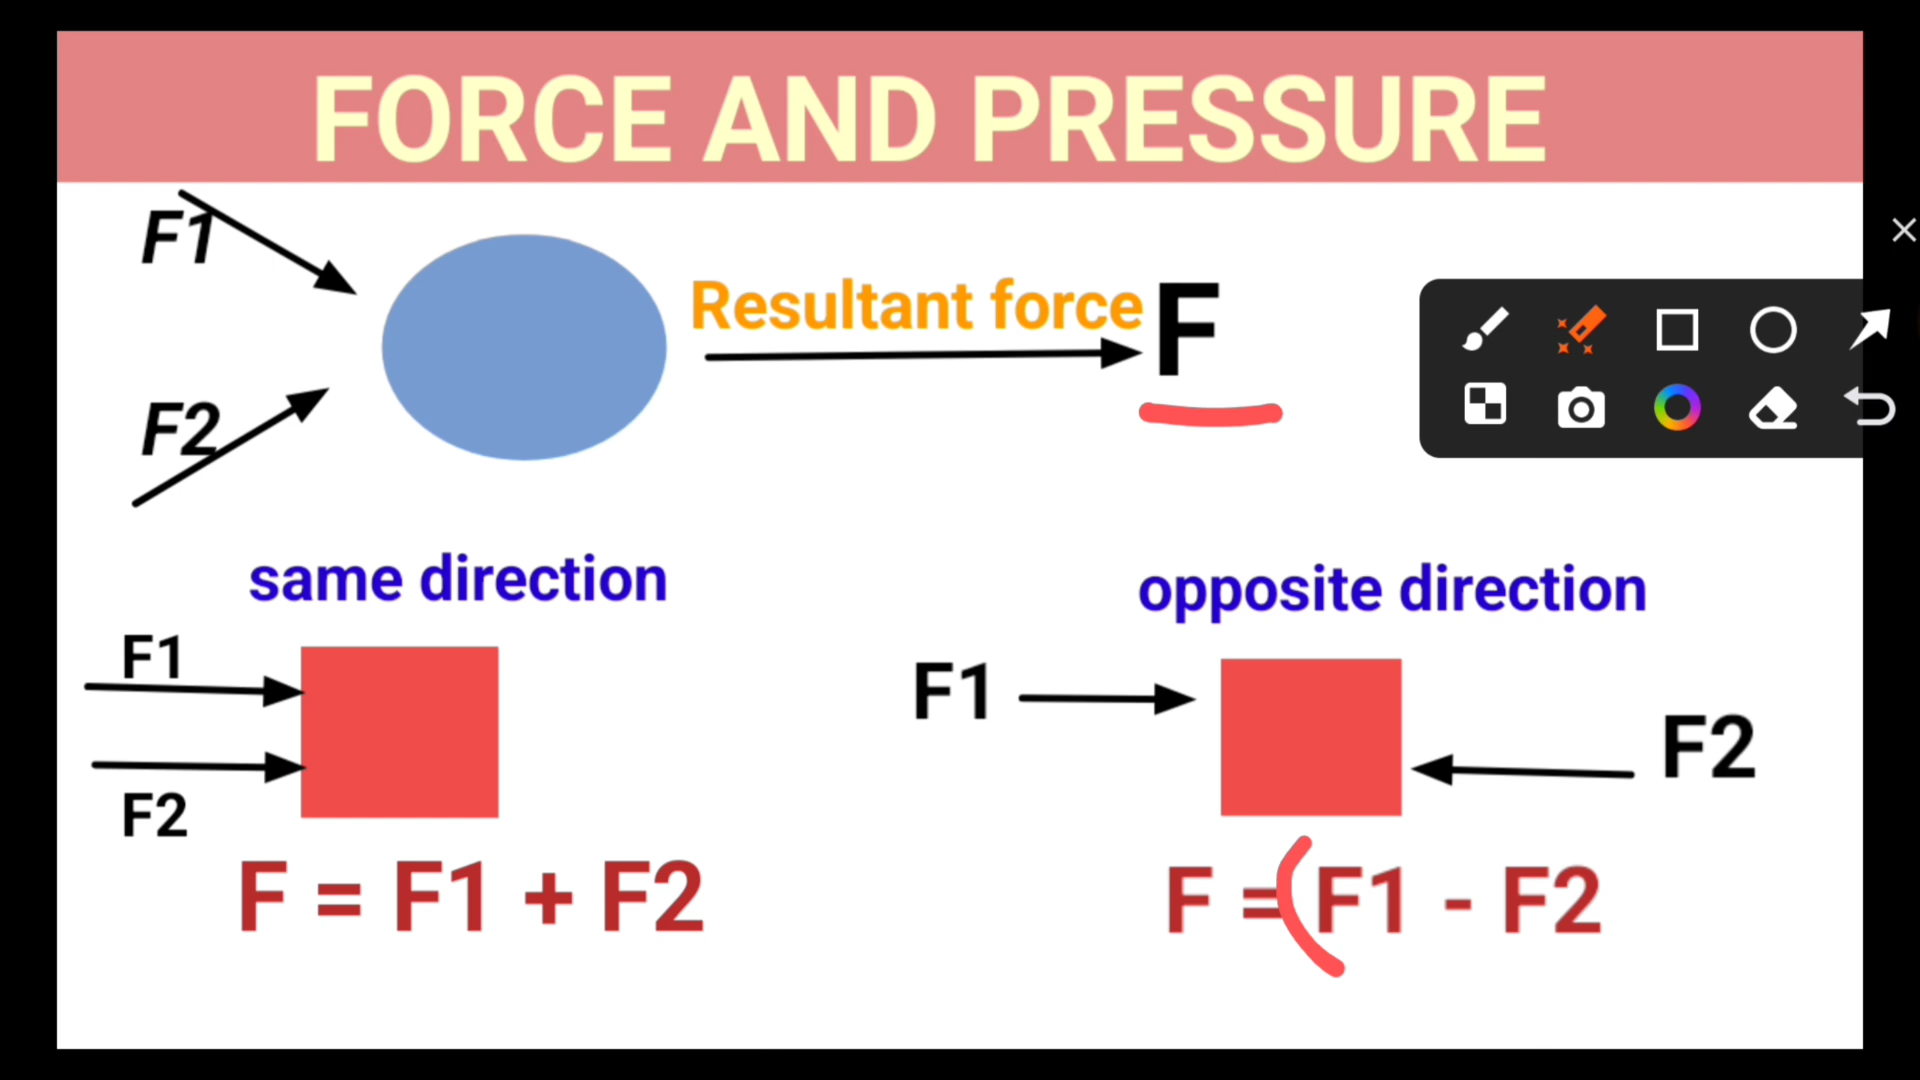 FORCE AND PRESSURE
F1
Resultant force F
F2
same direction
opposite direction
F1
F2
F1
F2
F = F1 + F2
F = (F1 - F2